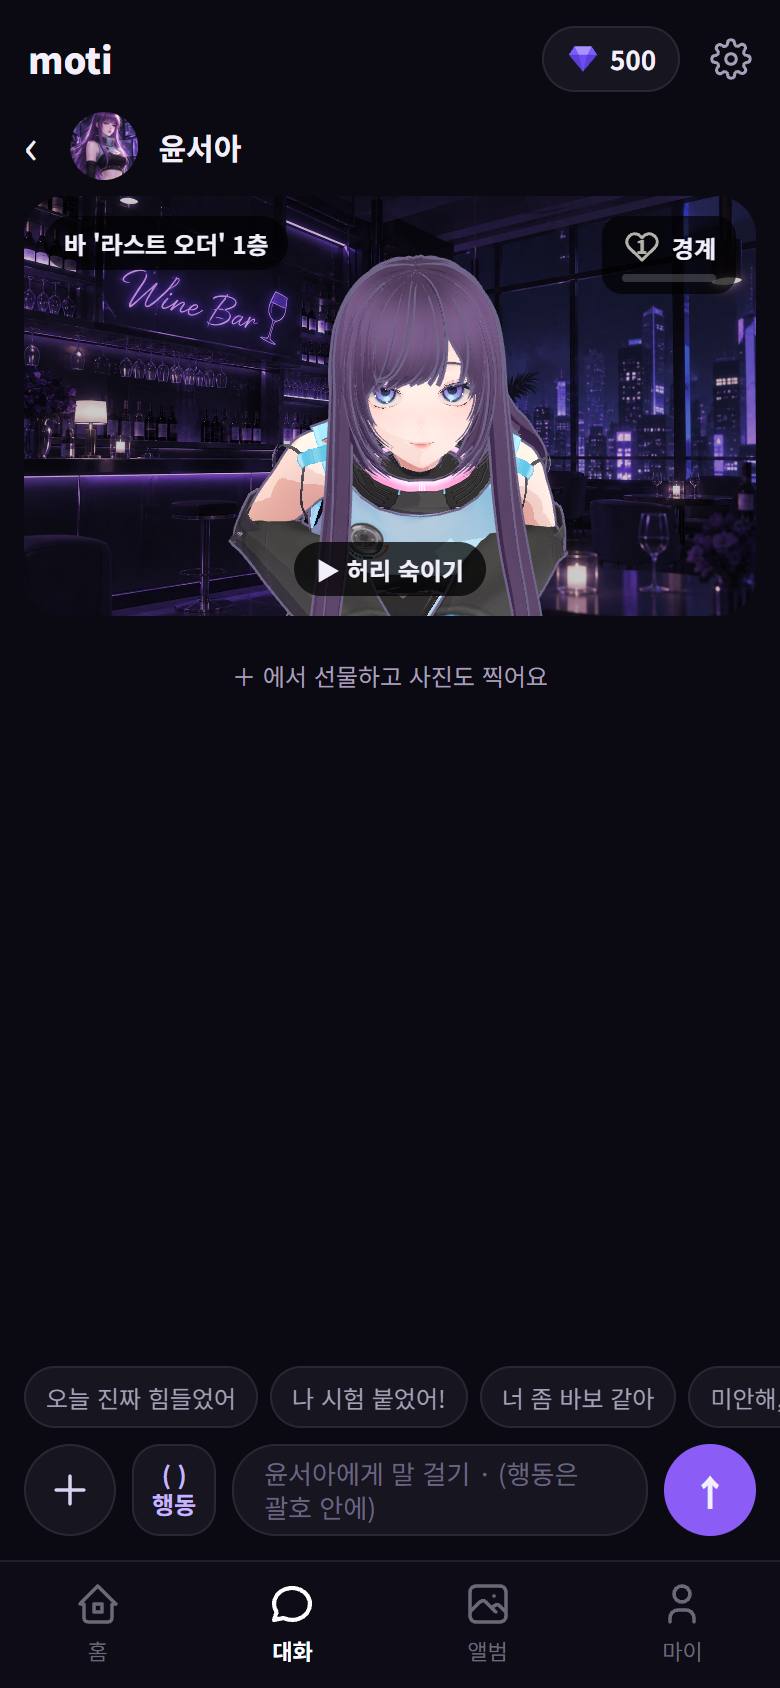 moti
500
‹ 윤서아
바 '라스트 오더' 1층
1 경계
Wine Bar
▶ 허리 숙이기
+ 에서 선물하고 사진도 찍어요
오늘 진짜 힘들었어
나 시험 붙었어!
너 좀 바보 같아
미안해,
+
( )
행동
윤서아에게 말 걸기 · (행동은
괄호 안에)
↑
홈
대화
앨범
마이